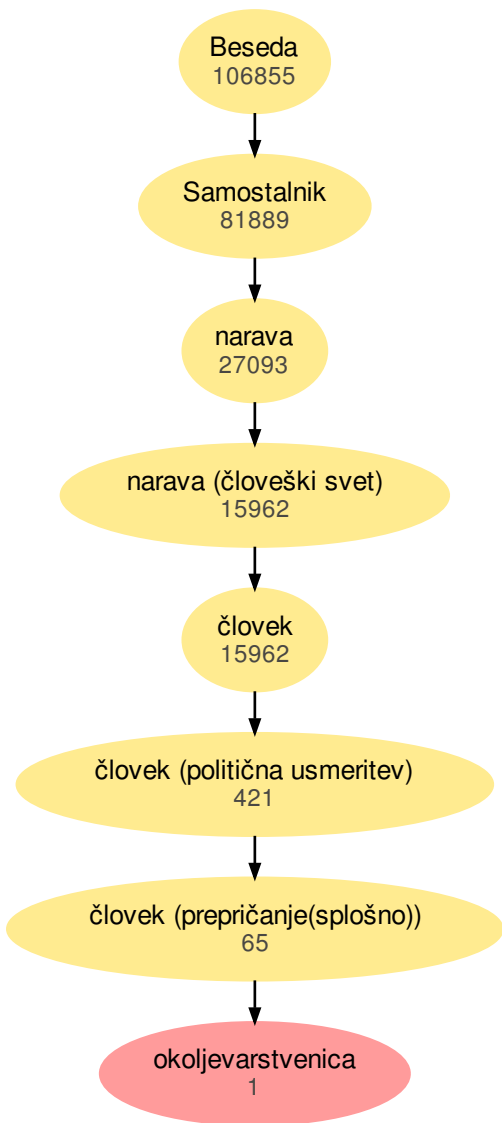 Beseda
106855
Samostalnik
81889
narava
27093
narava (človeški svet)
15962
človek
15962
človek (politična usmeritev)
421
človek (prepričanje(splošno))
65
okoljevarstvenica
1